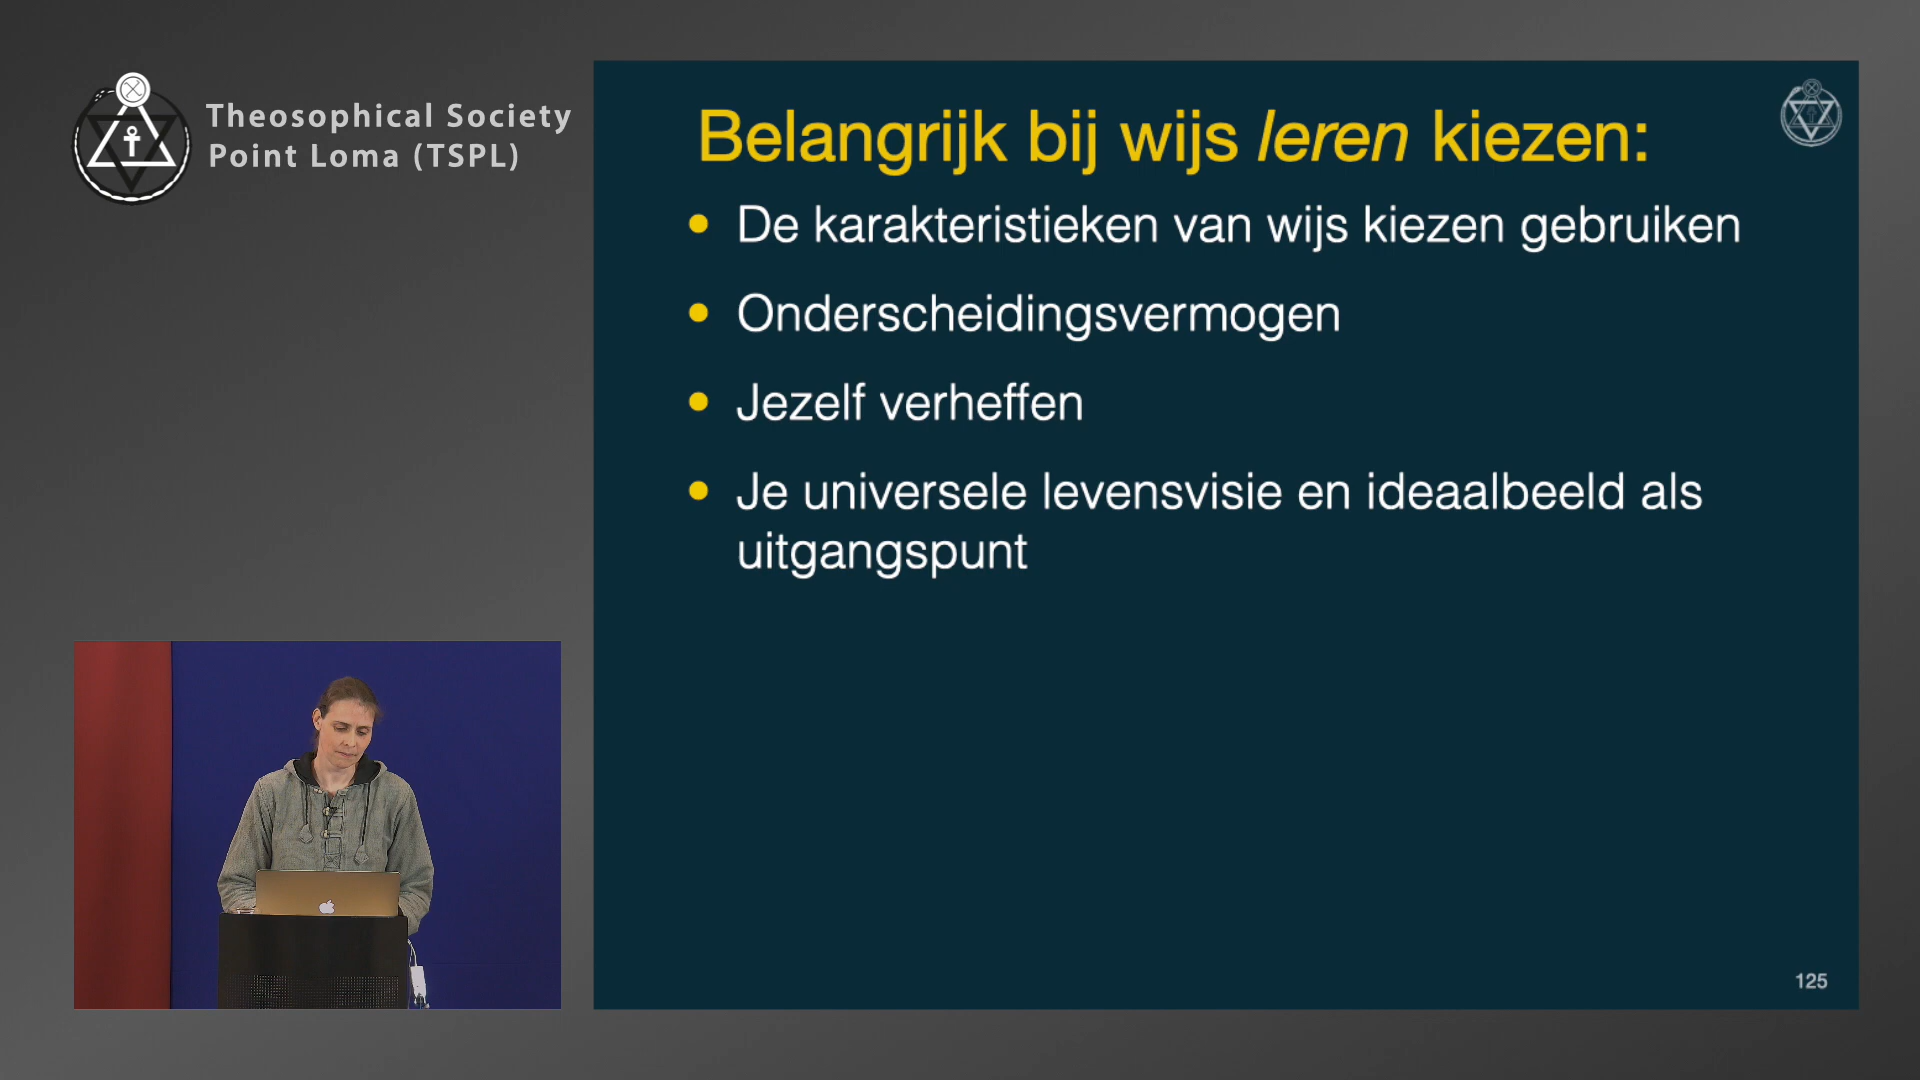 Theosophical Society
Point Loma (TSPL)
Belangrijk bij wijs leren kiezen:
De karakteristieken van wijs kiezen gebruiken
Onderscheidingsvermogen
Jezelf verheffen
Je universele levensvisie en ideaalbeeld als
uitgangspunt
125